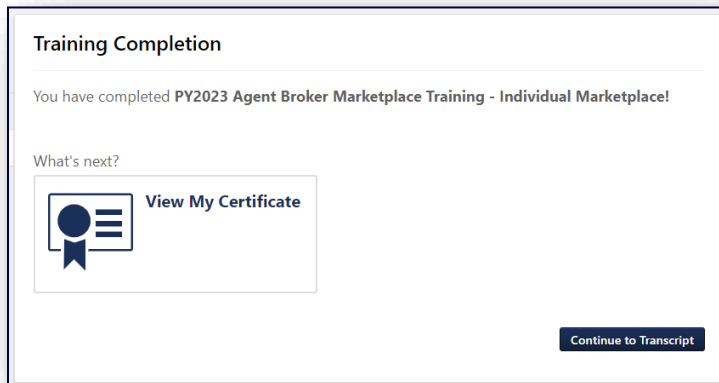 Training Completion
You have completed PY2023 Agent Broker Marketplace Training - Individual Marketplace!
What's next?
View My Certificate
Continue to Transcript